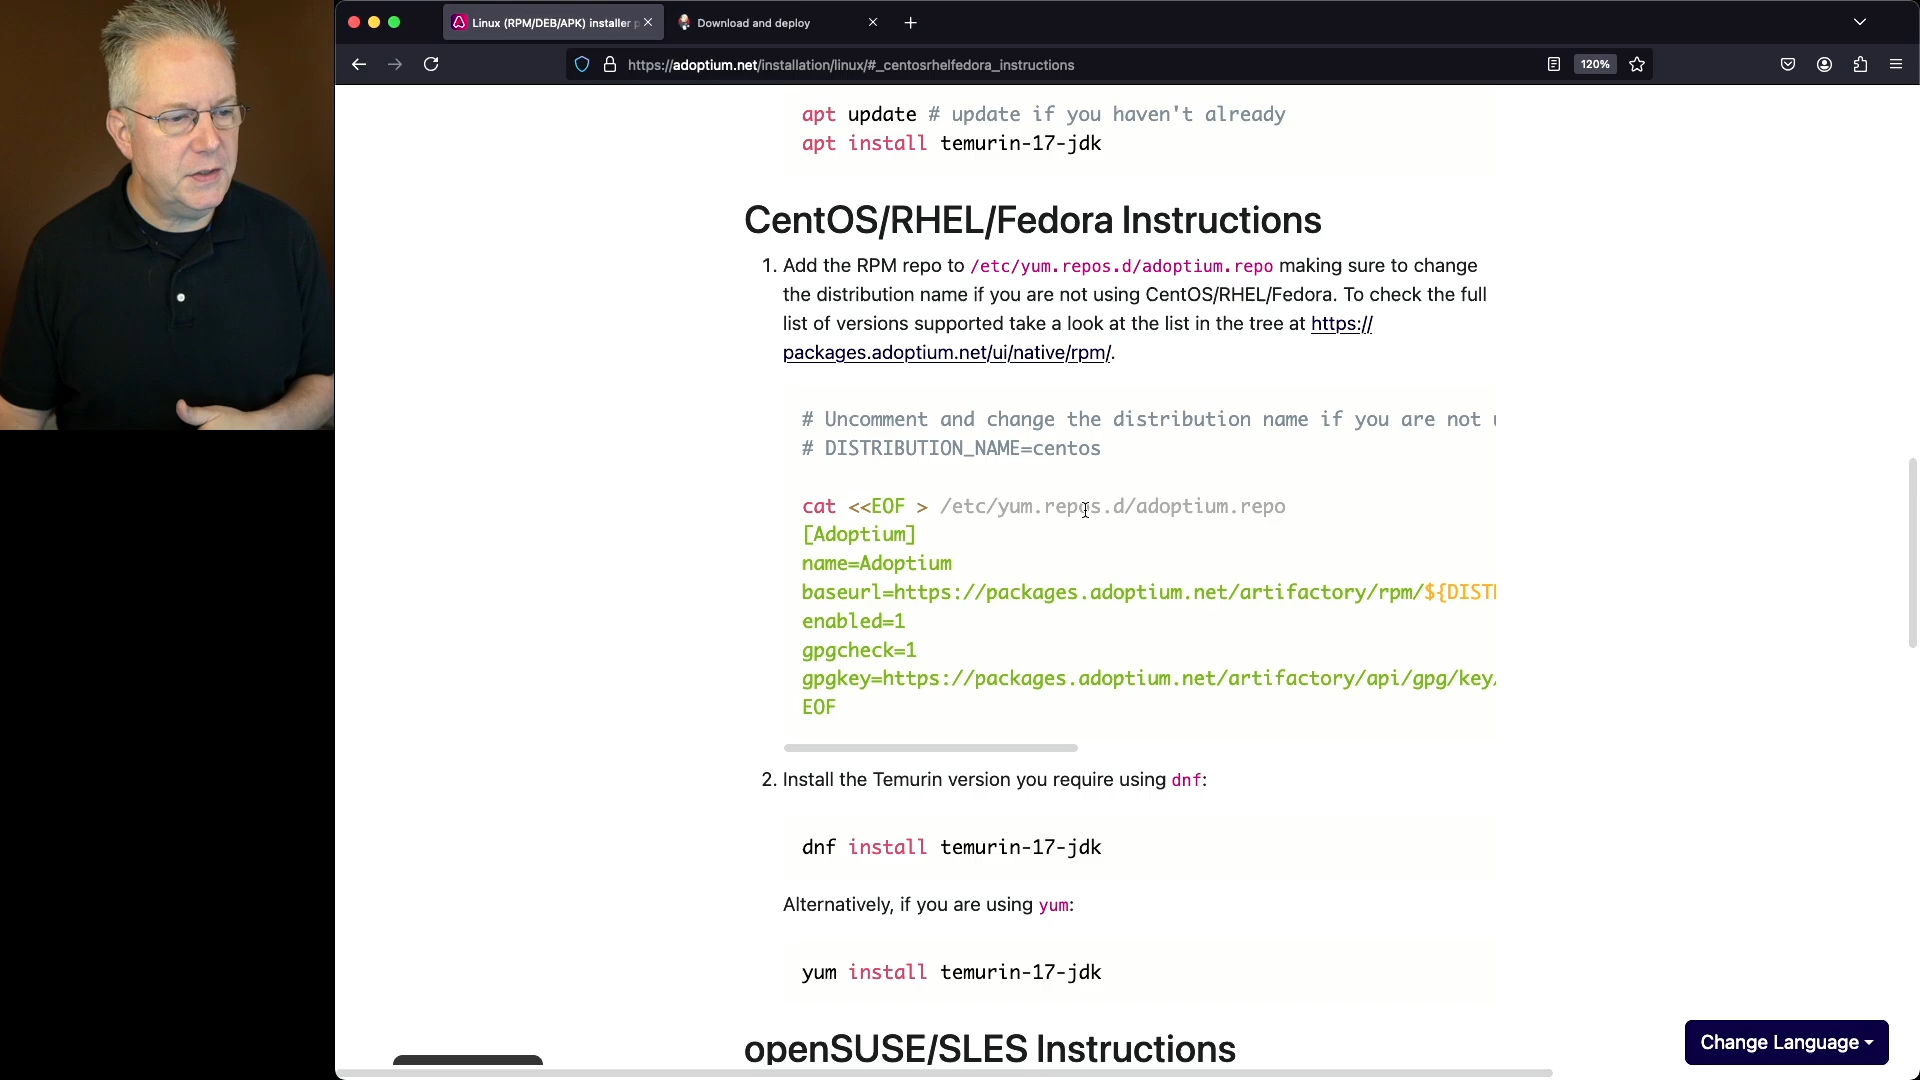 Linux (RPM/DEB/APK) installer p
Download and deploy
https://adoptium.net/installation/linux/#_centosrhelfedora_instructions
120%
apt update # update if you haven't already
apt install temurin-17-jdk
CentOS/RHEL/Fedora Instructions
1. Add the RPM repo to /etc/yum.repos.d/adoptium.repo making sure to change
the distribution name if you are not using CentOS/RHEL/Fedora. To check the full
list of versions supported take a look at the list in the tree at https://
packages.adoptium.net/ui/native/rpm/.
# Uncomment and change the distribution name if you are not
# DISTRIBUTION_NAME=centos
cat <<EOF > /etc/yum.repos.d/adoptium.repo
[Adoptium]
name=Adoptium
baseurl=https://packages.adoptium.net/artifactory/rpm/${DIST
enabled=1
gpgcheck=1
gpgkey=https://packages.adoptium.net/artifactory/api/gpg/key/
EOF
2. Install the Temurin version you require using dnf:
dnf install temurin-17-jdk
Alternatively, if you are using yum:
yum install temurin-17-jdk
openSUSE/SLES Instructions
Change Language